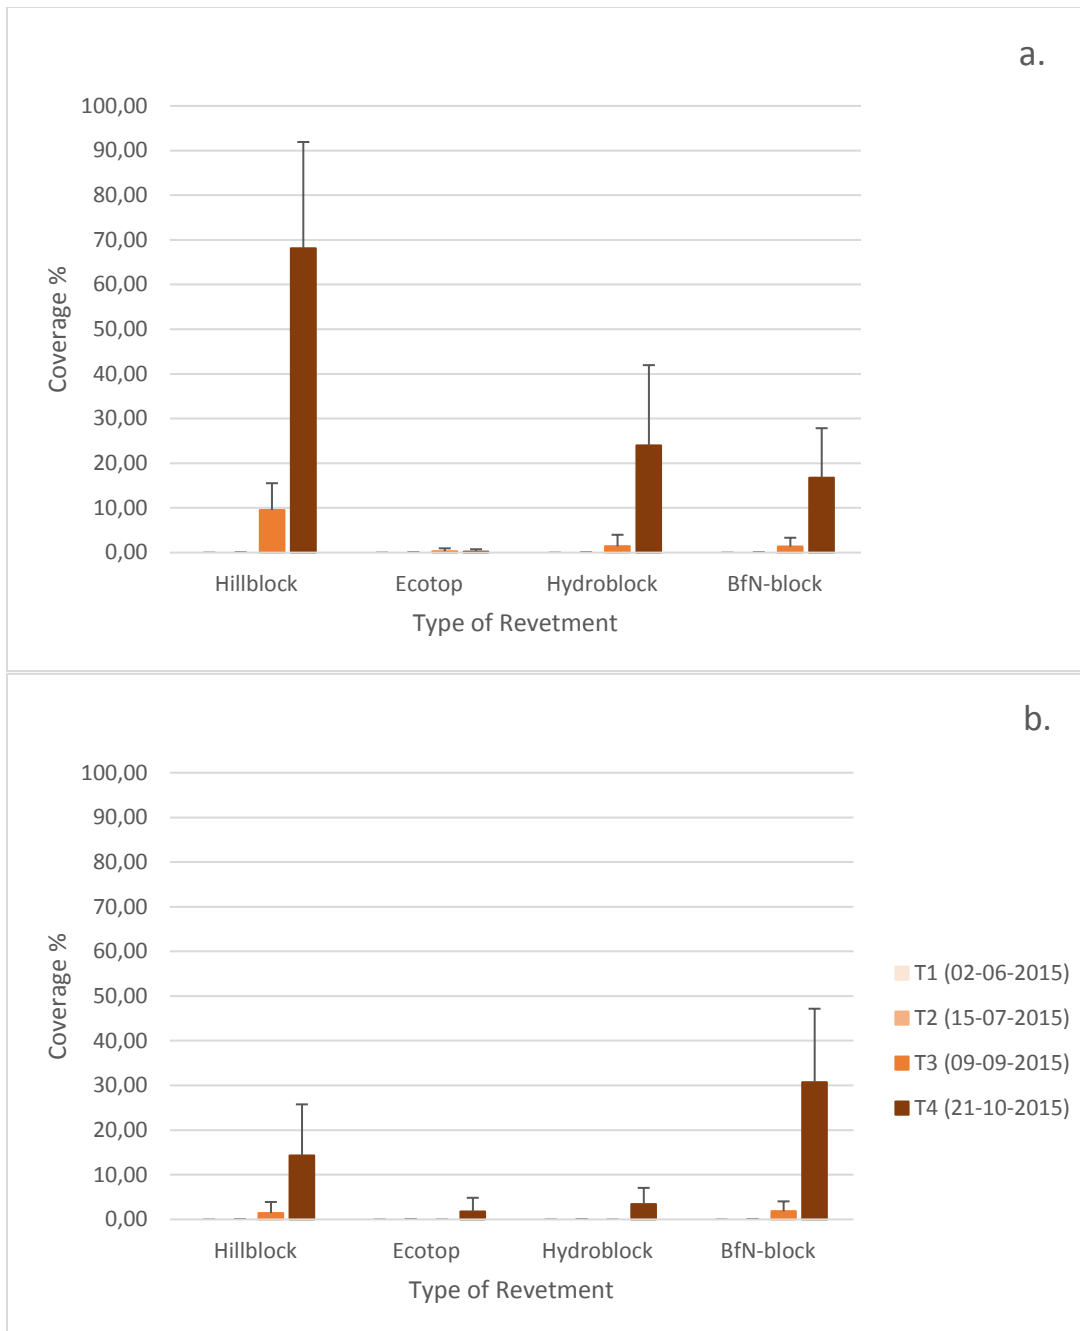 a.
100,00
90,00
80,00
70,00
60,00
50,00
40,00
30,00
20,00
10,00
0,00
Coverage %
Hillblock Ecotop Hydroblock BfN-block
Type of Revetment
b.
100,00
90,00
80,00
70,00
60,00
50,00
40,00
30,00
20,00
10,00
0,00
Coverage %
T1 (02-06-2015)
T2 (15-07-2015)
T3 (09-09-2015)
T4 (21-10-2015)
Hillblock Ecotop Hydroblock BfN-block
Type of Revetment